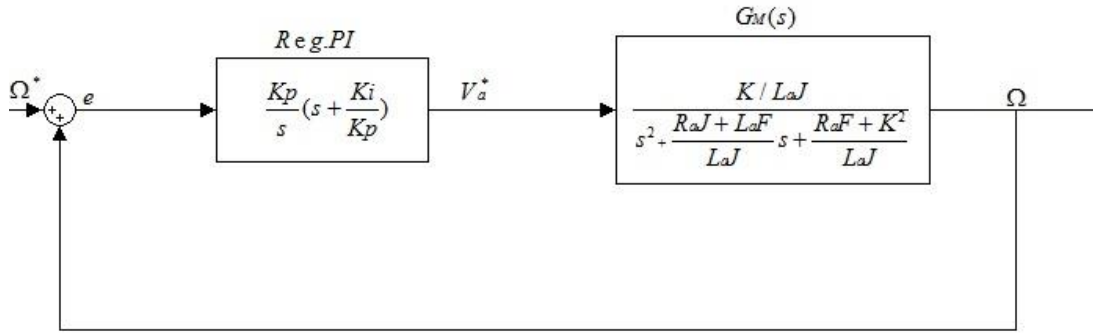 Reg.PI
G_M(s)
Ω*
+
+
e
Kp/s (s + Ki/Kp)
V_a^*
K / LaJ
s² + (RaJ + LaF)/(LaJ) s + (RaF + K²)/(LaJ)
Ω